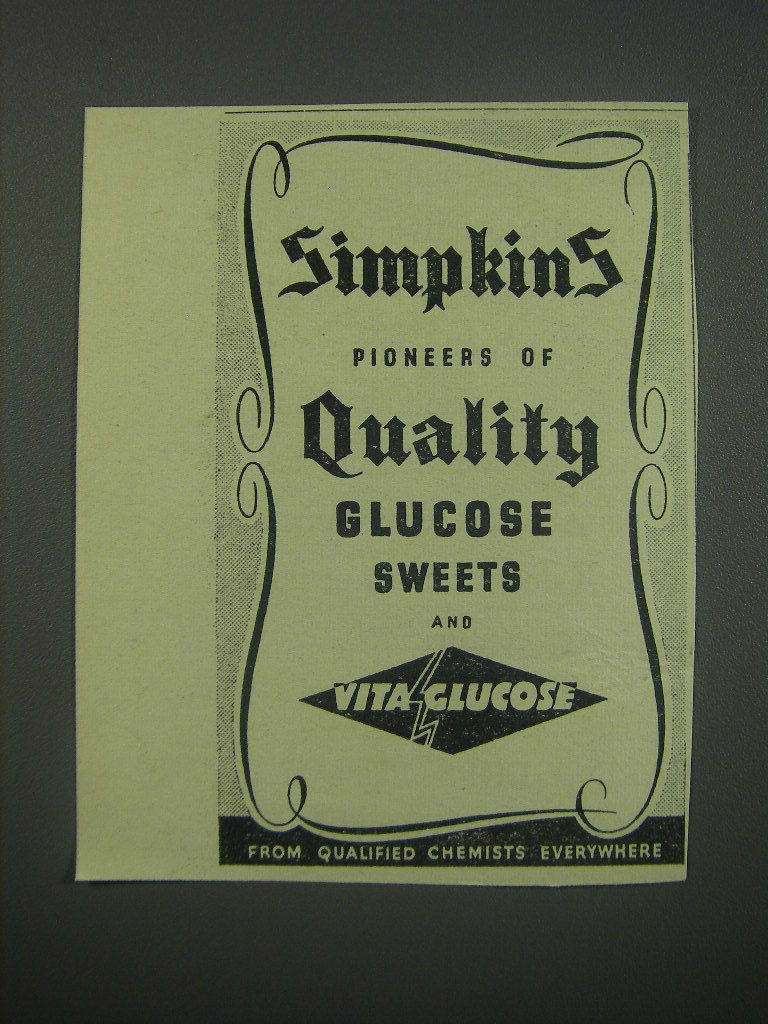 SimpkinS
PIONEERS OF
Quality
GLUCOSE
SWEETS
AND
VITA GLUCOSE
FROM QUALIFIED CHEMISTS EVERYWHERE